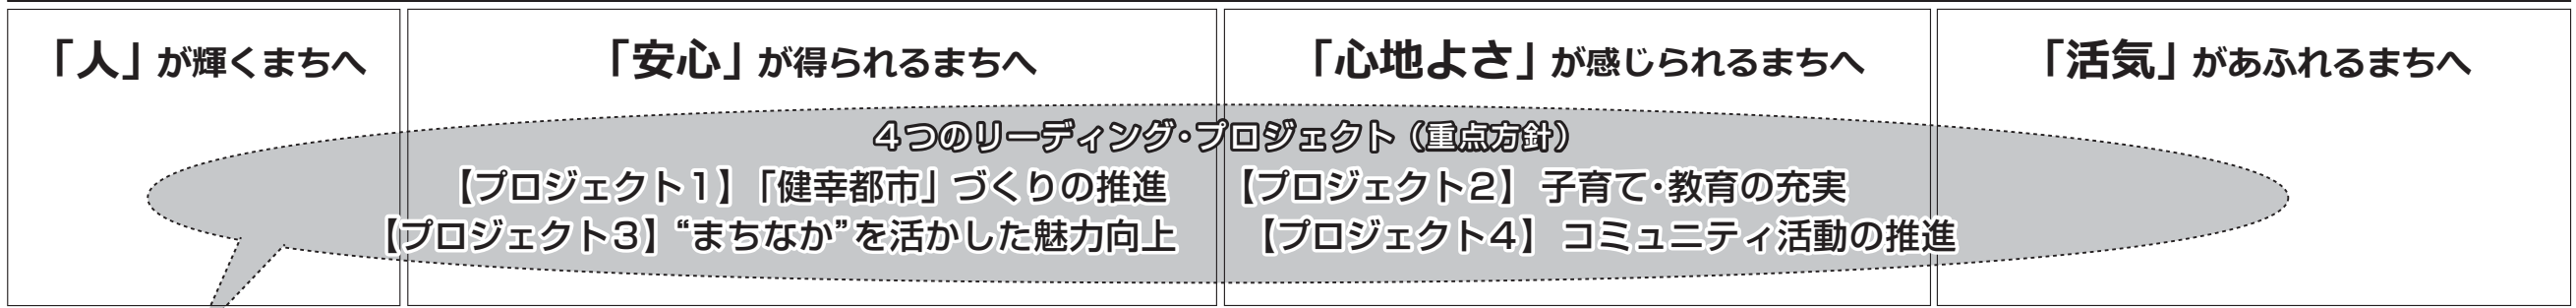 「人」が輝くまちへ
「安心」が得られるまちへ
「心地よさ」が感じられるまちへ
「活気」があふれるまちへ
4つのリーディング・プロジェクト（重点方針）
【プロジェクト1】「健幸都市」づくりの推進
【プロジェクト2】 子育て・教育の充実
【プロジェクト3】“まちなか”を活かした魅力向上
【プロジェクト4】 コミュニティ活動の推進